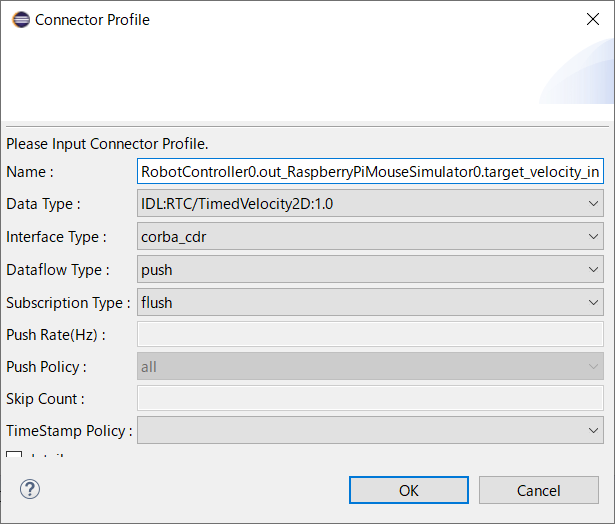 Connector Profile
Please Input Connector Profile.
Name : RobotController0.out_RaspberryPiMouseSimulator0.target_velocity_in
Data Type : IDL:RTC/TimedVelocity2D:1.0
Interface Type : corba_cdr
Dataflow Type : push
Subscription Type : flush
Push Rate(Hz) :
Push Policy : all
Skip Count :
TimeStamp Policy :
?
OK Cancel